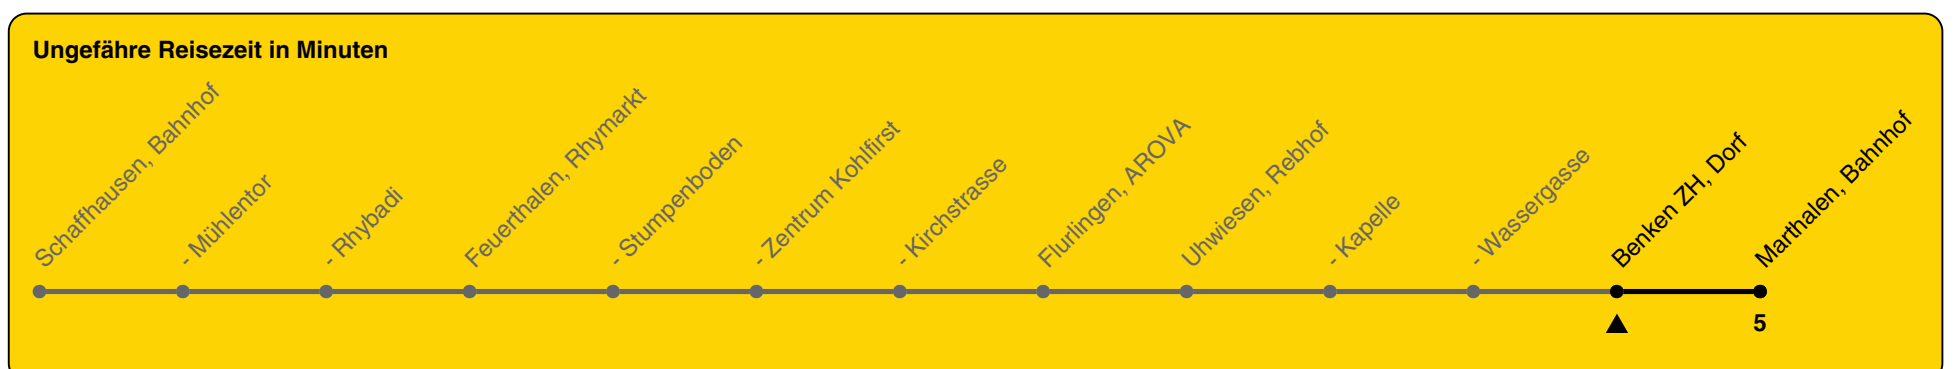 Ungefähre Reisezeit in Minuten
Schaffhausen, Bahnhof
- Mühlentor
- Rhybadi
Feuerthalen, Rhymarkt
- Stumpenboden
- Zentrum Kohlfirst
- Kirchstrasse
Flurlingen, AROVA
Uhwiesen, Rebhof
- Kapelle
- Wassergasse
Benken ZH, Dorf
Marthalen, Bahnhof
5